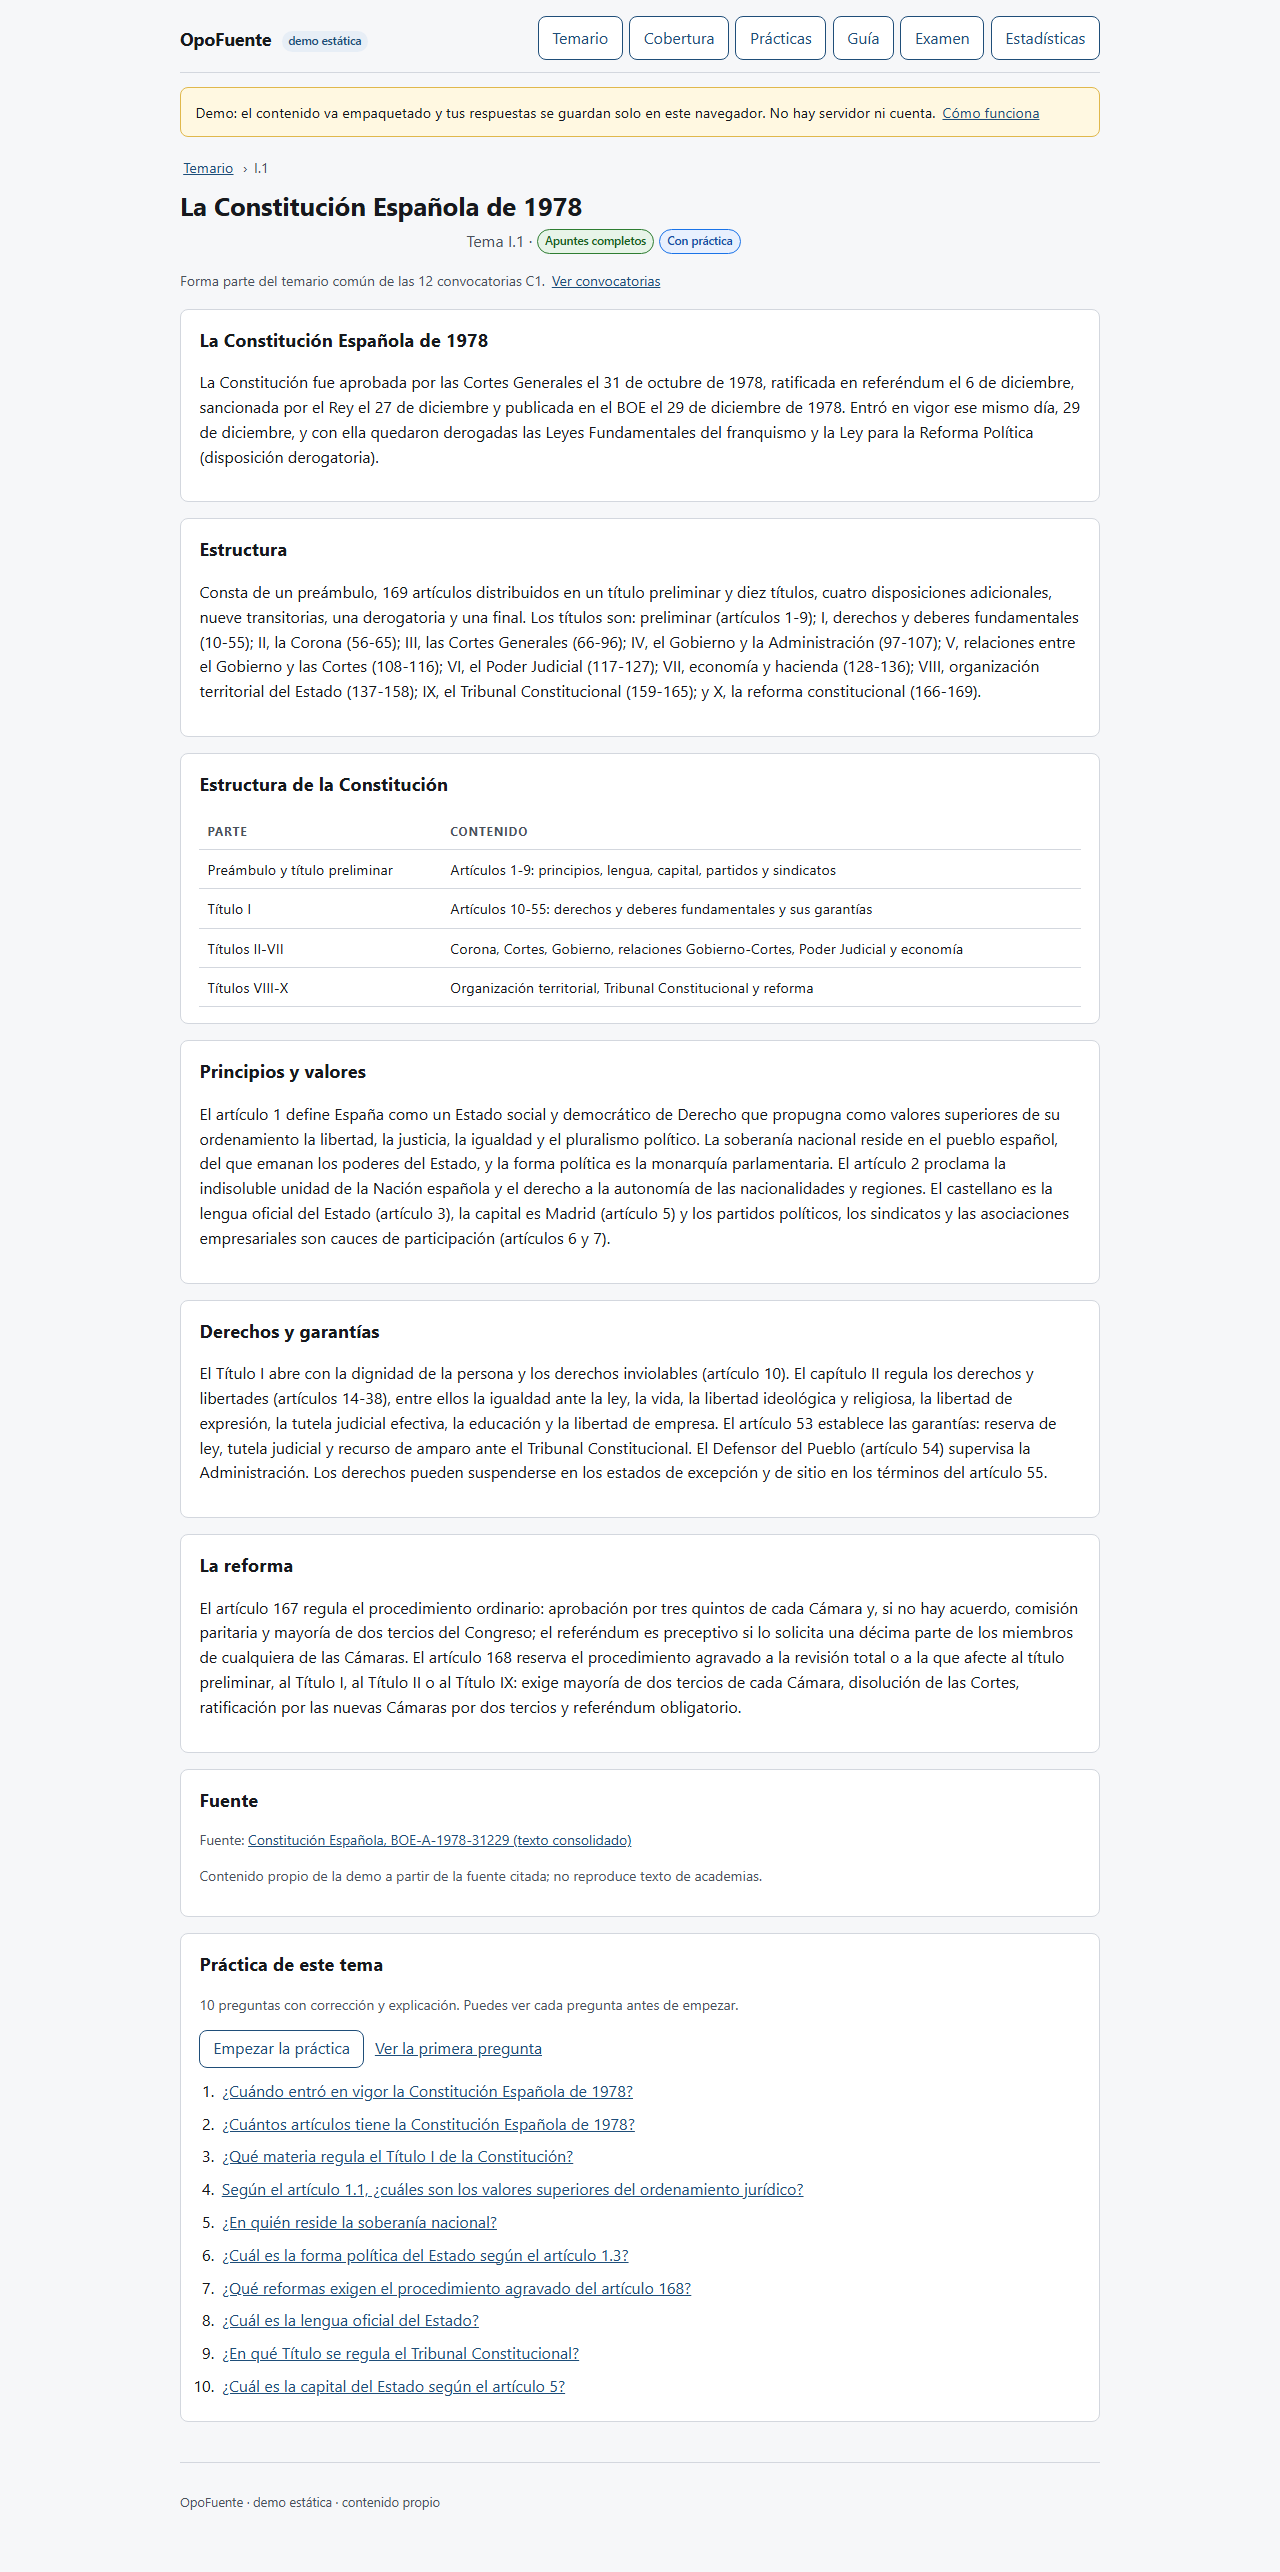 OpoFuente demo estática Temario Cobertura Prácticas Guía Examen Estadísticas
Demo: el contenido va empaquetado y tus respuestas se guardan solo en este navegador. No hay servidor ni cuenta. Cómo funciona
Temario › I.1
La Constitución Española de 1978
Tema I.1 · Apuntes completos Con práctica
Forma parte del temario común de las 12 convocatorias C1. Ver convocatorias
La Constitución Española de 1978
La Constitución fue aprobada por las Cortes Generales el 31 de octubre de 1978, ratificada en referéndum el 6 de diciembre,
sancionada por el Rey el 27 de diciembre y publicada en el BOE el 29 de diciembre de 1978. Entró en vigor ese mismo día, 29
de diciembre, y con ella quedaron derogadas las Leyes Fundamentales del franquismo y la Ley para la Reforma Política
(disposición derogatoria).
Estructura
Consta de un preámbulo, 169 artículos distribuidos en un título preliminar y diez títulos, cuatro disposiciones adicionales,
nueve transitorias, una derogatoria y una final. Los títulos son: preliminar (artículos 1-9); I, derechos y deberes fundamentales
(10-55); II, la Corona (56-65); III, las Cortes Generales (66-96); IV, el Gobierno y la Administración (97-107); V, relaciones entre
el Gobierno y las Cortes (108-116); VI, el Poder Judicial (117-127); VII, economía y hacienda (128-136); VIII, organización
territorial del Estado (137-158); IX, el Tribunal Constitucional (159-165); y X, la reforma constitucional (166-169).
Estructura de la Constitución
PARTE CONTENIDO
Preámbulo y título preliminar Artículos 1-9: principios, lengua, capital, partidos y sindicatos
Título I Artículos 10-55: derechos y deberes fundamentales y sus garantías
Títulos II-VII Corona, Cortes, Gobierno, relaciones Gobierno-Cortes, Poder Judicial y economía
Títulos VIII-X Organización territorial, Tribunal Constitucional y reforma
Principios y valores
El artículo 1 define España como un Estado social y democrático de Derecho que propugna como valores superiores de su
ordenamiento la libertad, la justicia, la igualdad y el pluralismo político. La soberanía nacional reside en el pueblo español,
del que emanan los poderes del Estado, y la forma política es la monarquía parlamentaria. El artículo 2 proclama la
indisoluble unidad de la Nación española y el derecho a la autonomía de las nacionalidades y regiones. El castellano es la
lengua oficial del Estado (artículo 3), la capital es Madrid (artículo 5) y los partidos políticos, los sindicatos y las asociaciones
empresariales son cauces de participación (artículos 6 y 7).
Derechos y garantías
El Título I abre con la dignidad de la persona y los derechos inviolables (artículo 10). El capítulo II regula los derechos y
libertades (artículos 14-38), entre ellos la igualdad ante la ley, la vida, la libertad ideológica y religiosa, la libertad de
expresión, la tutela judicial efectiva, la educación y la libertad de empresa. El artículo 53 establece las garantías: reserva de
ley, tutela judicial y recurso de amparo ante el Tribunal Constitucional. El Defensor del Pueblo (artículo 54) supervisa la
Administración. Los derechos pueden suspenderse en los estados de excepción y de sitio en los términos del artículo 55.
La reforma
El artículo 167 regula el procedimiento ordinario: aprobación por tres quintos de cada Cámara y, si no hay acuerdo, comisión
paritaria y mayoría de dos tercios del Congreso; el referéndum es preceptivo si lo solicita una décima parte de los miembros
de cualquiera de las Cámaras. El artículo 168 reserva el procedimiento agravado a la revisión total o a la que afecte al título
preliminar, al Título I, al Título II o al Título IX: exige mayoría de dos tercios de cada Cámara, disolución de las Cortes,
ratificación por las nuevas Cámaras por dos tercios y referéndum obligatorio.
Fuente
Fuente: Constitución Española, BOE-A-1978-31229 (texto consolidado)
Contenido propio de la demo a partir de la fuente citada; no reproduce texto de academias.
Práctica de este tema
10 preguntas con corrección y explicación. Puedes ver cada pregunta antes de empezar.
Empezar la práctica Ver la primera pregunta
1. ¿Cuándo entró en vigor la Constitución Española de 1978?
2. ¿Cuántos artículos tiene la Constitución Española de 1978?
3. ¿Qué materia regula el Título I de la Constitución?
4. Según el artículo 1.1, ¿cuáles son los valores superiores del ordenamiento jurídico?
5. ¿En quién reside la soberanía nacional?
6. ¿Cuál es la forma política del Estado según el artículo 1.3?
7. ¿Qué reformas exigen el procedimiento agravado del artículo 168?
8. ¿Cuál es la lengua oficial del Estado?
9. ¿En qué Título se regula el Tribunal Constitucional?
10. ¿Cuál es la capital del Estado según el artículo 5?
OpoFuente · demo estática · contenido propio